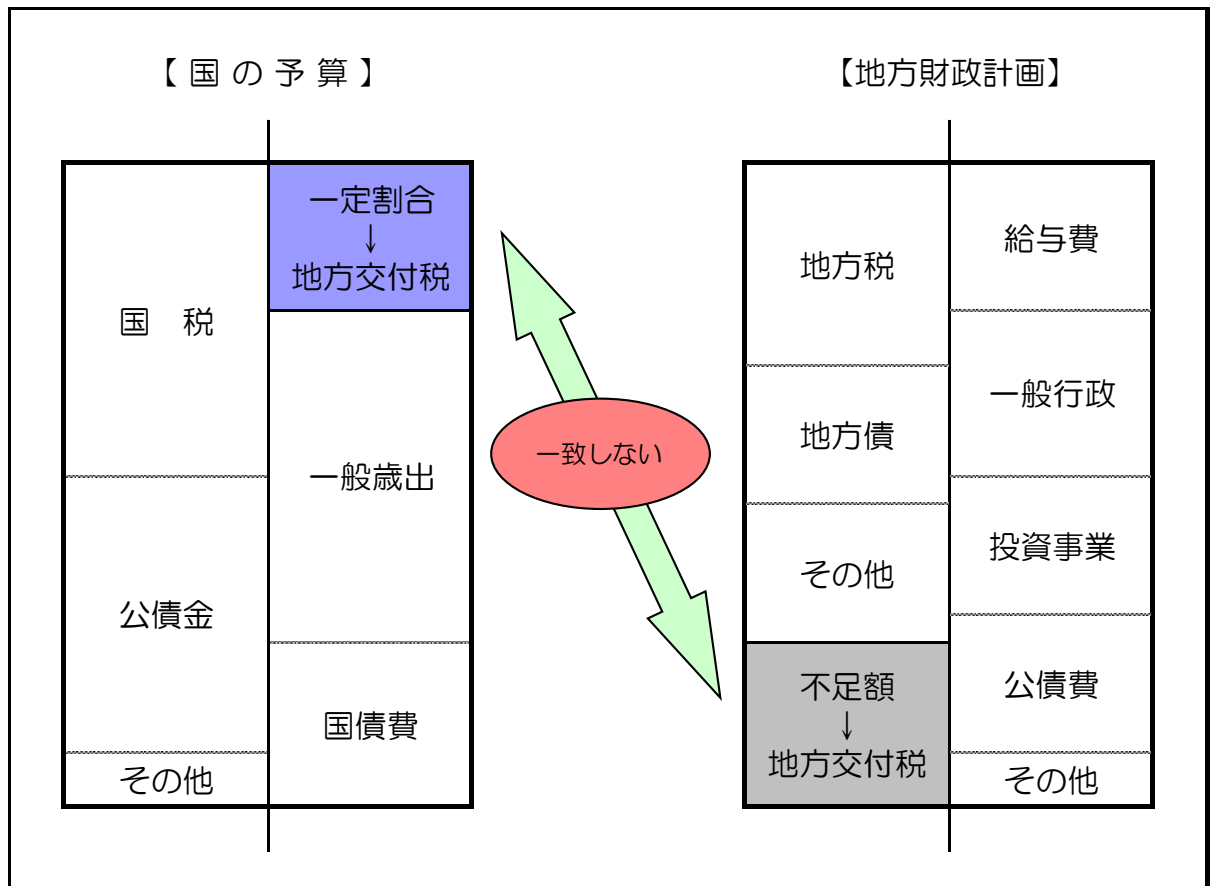 【 国 の 予 算 】
国　税
公債金
その他
一定割合
↓
地方交付税
一般歳出
国債費
一致しない
【地方財政計画】
地方税
地方債
その他
不足額
↓
地方交付税
給与費
一般行政
投資事業
公債費
その他